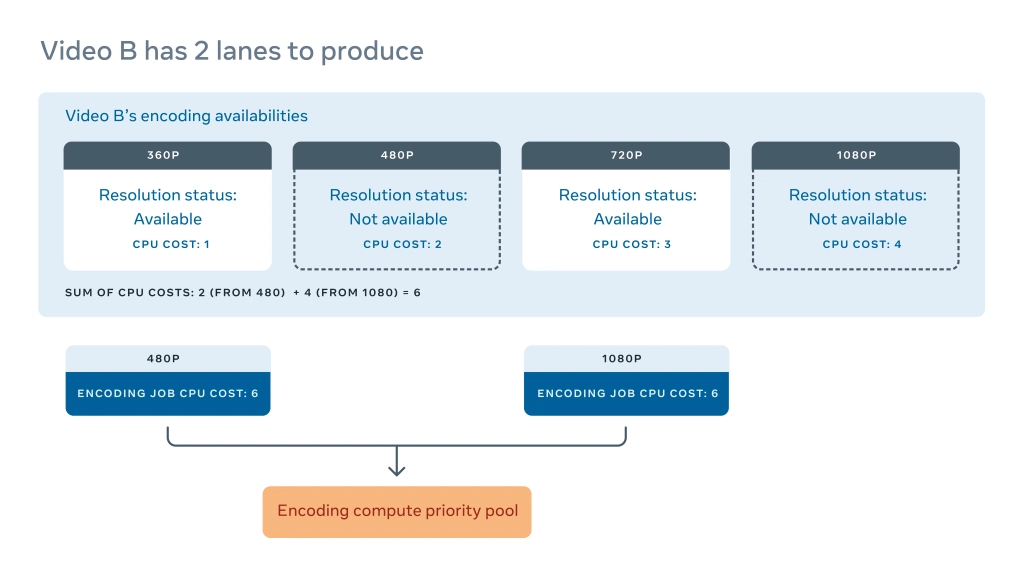 Video B has 2 lanes to produce
Video B’s encoding availabilities
360P
Resolution status:
Available
CPU COST: 1
480P
Resolution status:
Not available
CPU COST: 2
720P
Resolution status:
Available
CPU COST: 3
1080P
Resolution status:
Not available
CPU COST: 4
SUM OF CPU COSTS: 2 (FROM 480) + 4 (FROM 1080) = 6
480P
ENCODING JOB CPU COST: 6
1080P
ENCODING JOB CPU COST: 6
Encoding compute priority pool